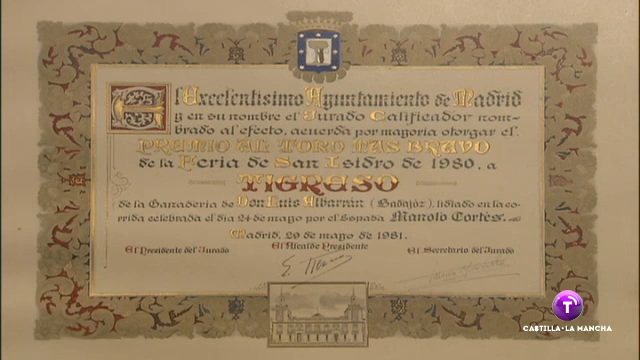 El Excelentísimo Ayuntamiento de Madrid
y en su nombre el Jurado Calificador nom-
brado al efecto, acuerda por mayoría otorgar el
PREMIO AL TORO MAS BRAVO
de la Feria de San Isidro de 1980, a
TIGRESO
de la Ganadería de Don Luis Albarrán (Badajoz), lidiado en la co-
rrida celebrada el día 24 de mayo por el Espada Manolo Cortés.
Madrid, 29 de mayo de 1981.
El Presidente del Jurado El Alcalde Presidente El Secretario del Jurado
T
CASTILLA-LA MANCHA